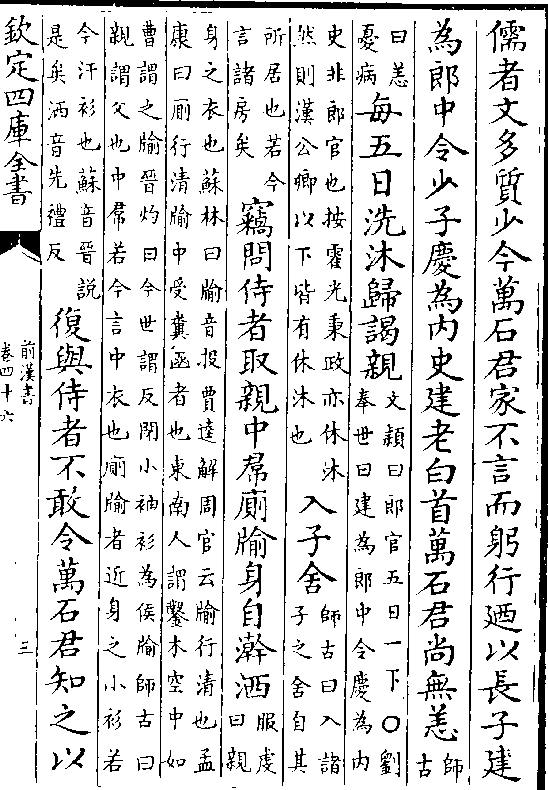 儒者文多質少今萬石君家不言而躬行廼以長子建
為郎中令少子慶為内史建老白首萬石君尚無恙師古
曰恙憂病每五日洗沐歸謁親文穎曰郎官五日一下○劉奉世曰建為郎中令慶為内
史非郎官也按霍光秉政亦休沐然則漢公卿以下皆有休沐也入子舍師古曰入諸子之舍自其
所居也若今言諸房矣竊問侍者取親中帬廁牏身自澣洒服虔曰親
身之衣也蘇林曰牏音投賈逵解周官云牏行清也孟康曰廁行清牏中受糞函者也東南人謂鑿木空中如
曹謂之牏晉灼曰今世謂反閉小袖衫為侯牏師古曰親謂父也中帬若今言中衣也廁牏者近身之小衫若
今汗衫也蘇音晉說是矣洒音先禮反復與侍者不敢令萬石君知之以
欽定四庫全書
前漢書
卷四十六
三